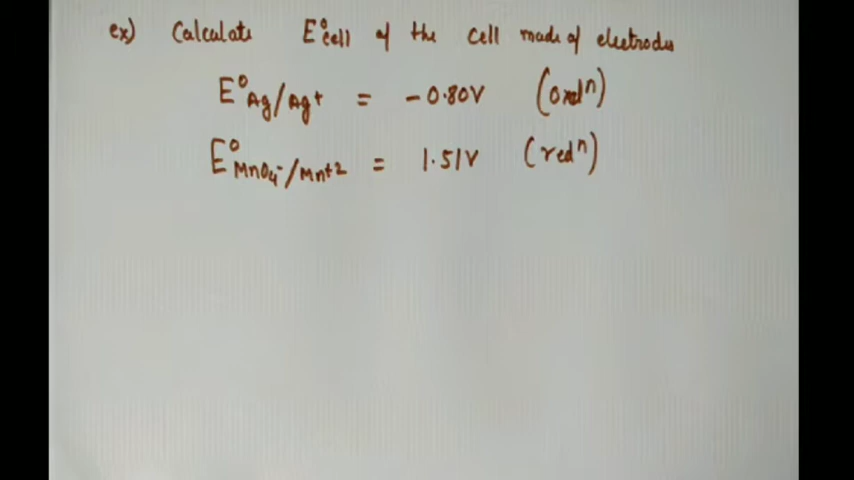 ex) Calculate E°cell of the cell made of electrodes
E°Ag/Ag+ = -0.80V (oxdⁿ)
E°MnO4-/Mn+2 = 1.51V (redⁿ)